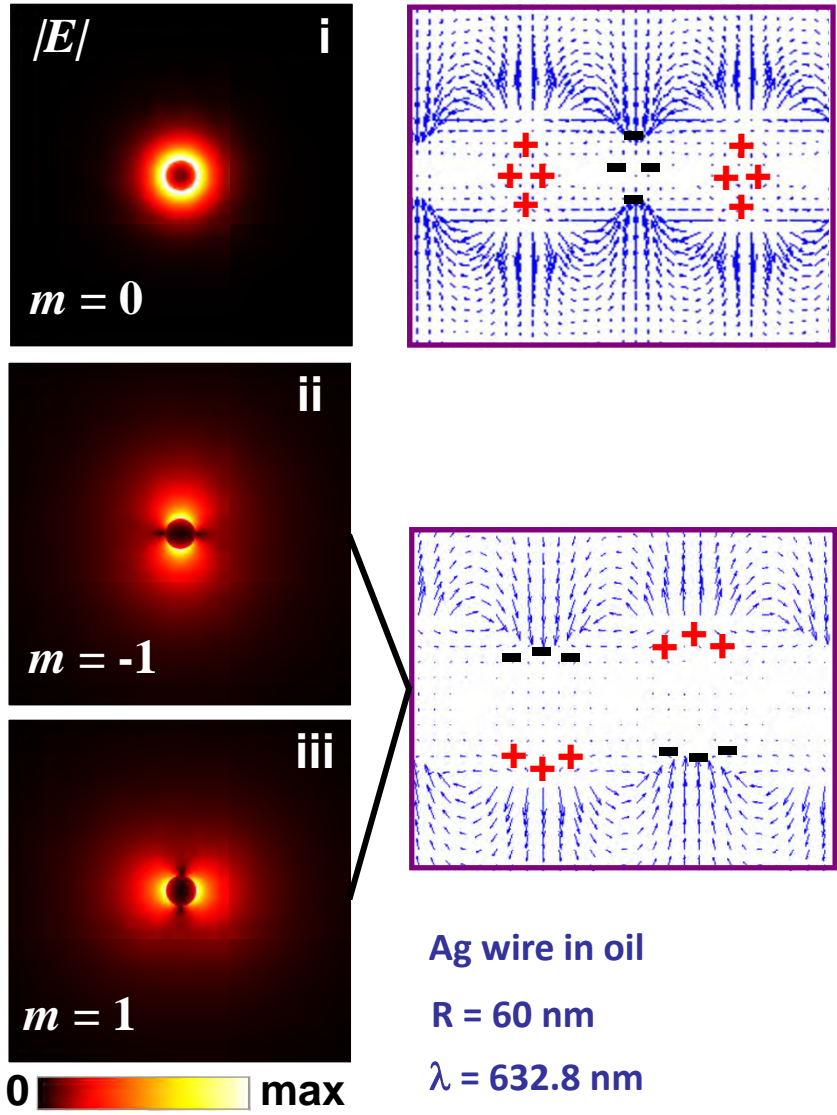 |E| i
m = 0
ii
m = -1
iii
m = 1
0 max
+ - +
+ + - - + +
+ - +
- - - + + +
+ + + - - -
Ag wire in oil
R = 60 nm
λ = 632.8 nm